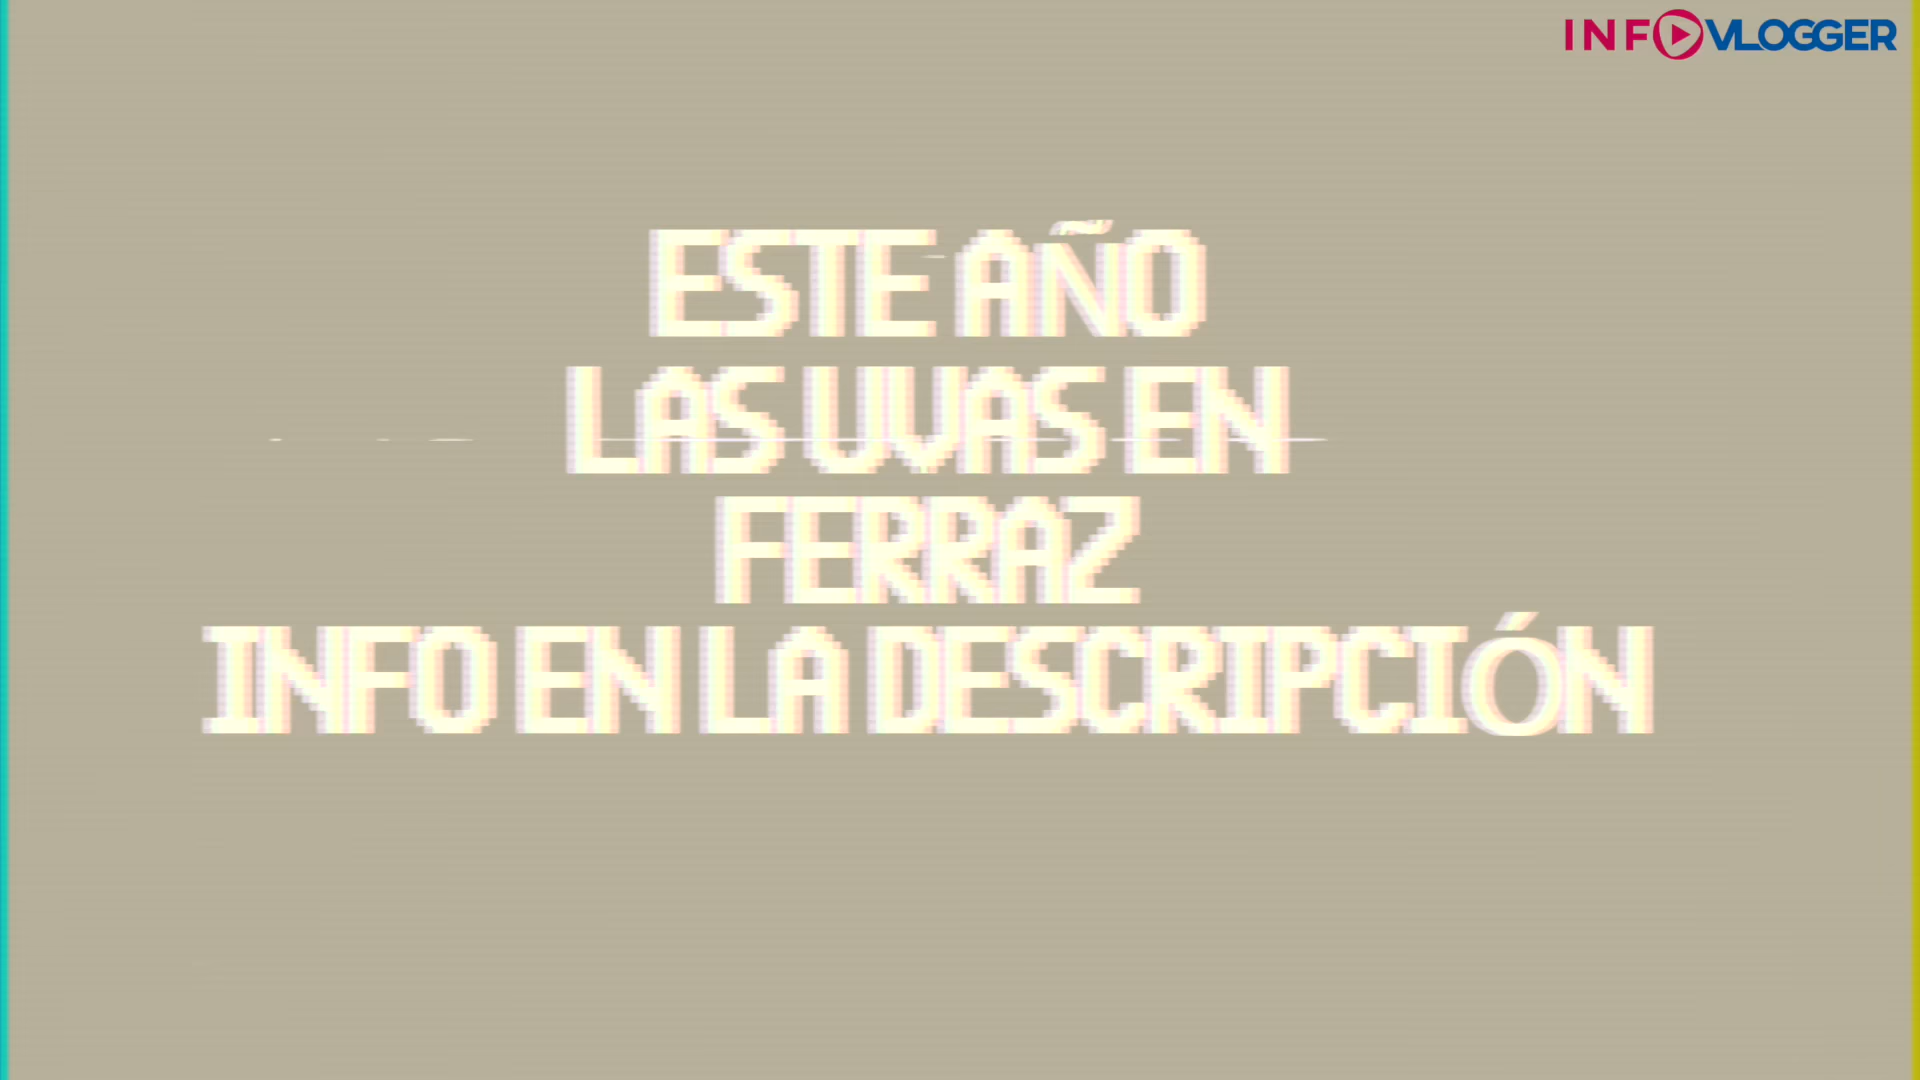 INFOVLOGGER
ESTE AÑO
LAS UVAS EN
FERRAZ
INFO EN LA DESCRIPCIÓN